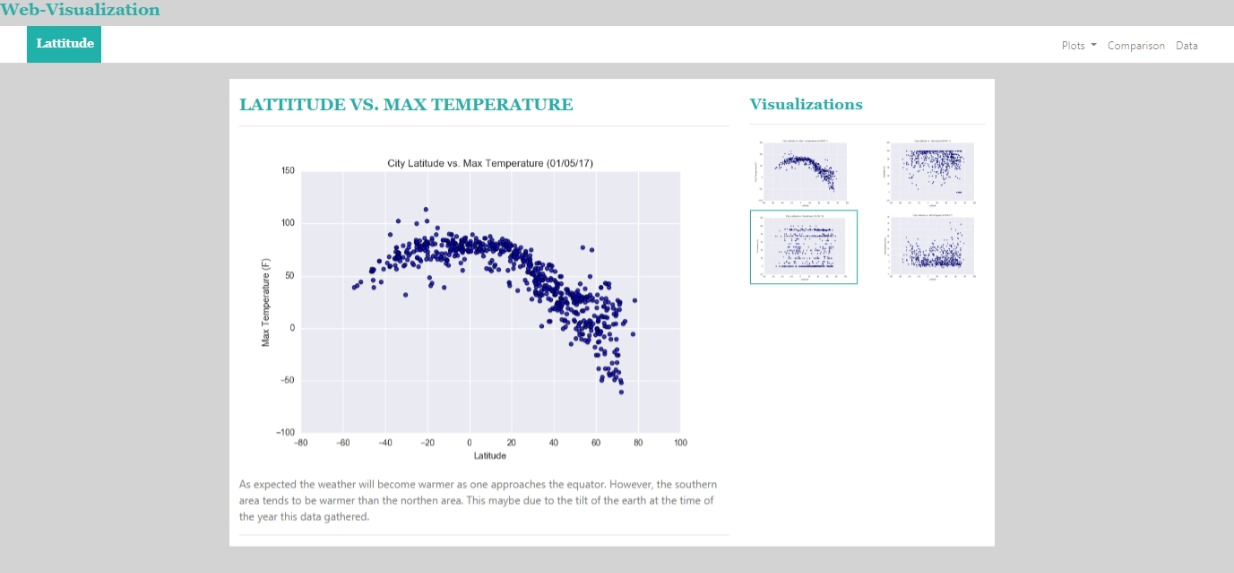 Web-Visualization
Lattitude
Plots Comparison Data
LATTITUDE VS. MAX TEMPERATURE
Visualizations
City Latitude vs. Max Temperature (01/05/17)
150
100
50
0
−50
−100
Max Temperature (F)
−80 −60 −40 −20 0 20 40 60 80 100
Latitude
As expected the weather will become warmer as one approaches the equator. However, the southern
area tends to be warmer than the northen area. This maybe due to the tilt of the earth at the time of
the year this data gathered.